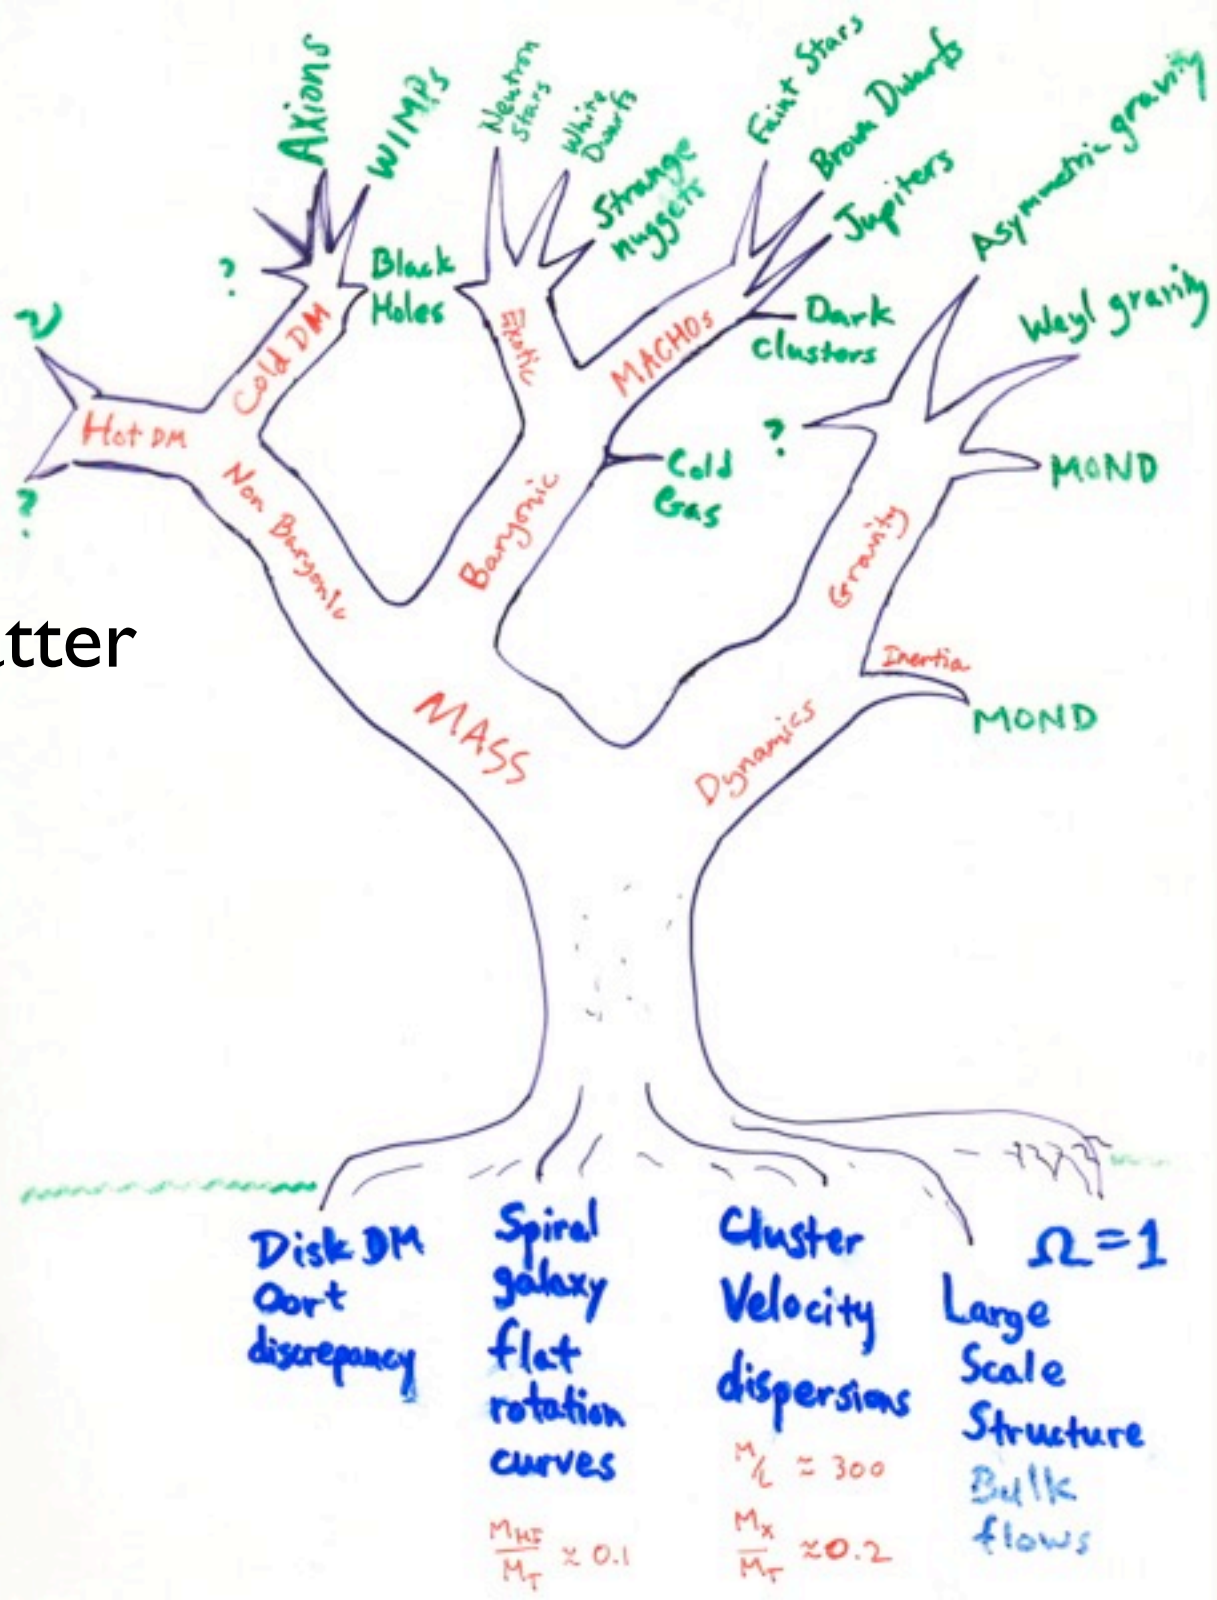 Axions
WIMPs
Neutron
Stars
White
Dwarfs
Strange
nuggets
Faint Stars
Brown Dwarfs
Jupiters
Asymmetric gravity
Weyl gravity
?
Black
Holes
Cold DM
Exotic
MACHOs
Dark
clusters
Hot DM
?
?
Cold
Gas
MOND
Non Baryonic
Baryonic
Gravity
Inertia
MOND
tter
MASS
Dynamics
Disk DM
Oort
discrepancy
Spiral
galaxy
flat
rotation
curves
M_HI/M_T ≈ 0.1
Cluster
Velocity
dispersions
M/L ≈ 300
M_X/M_T ≈ 0.2
Ω = 1
Large
Scale
Structure
Bulk
flows